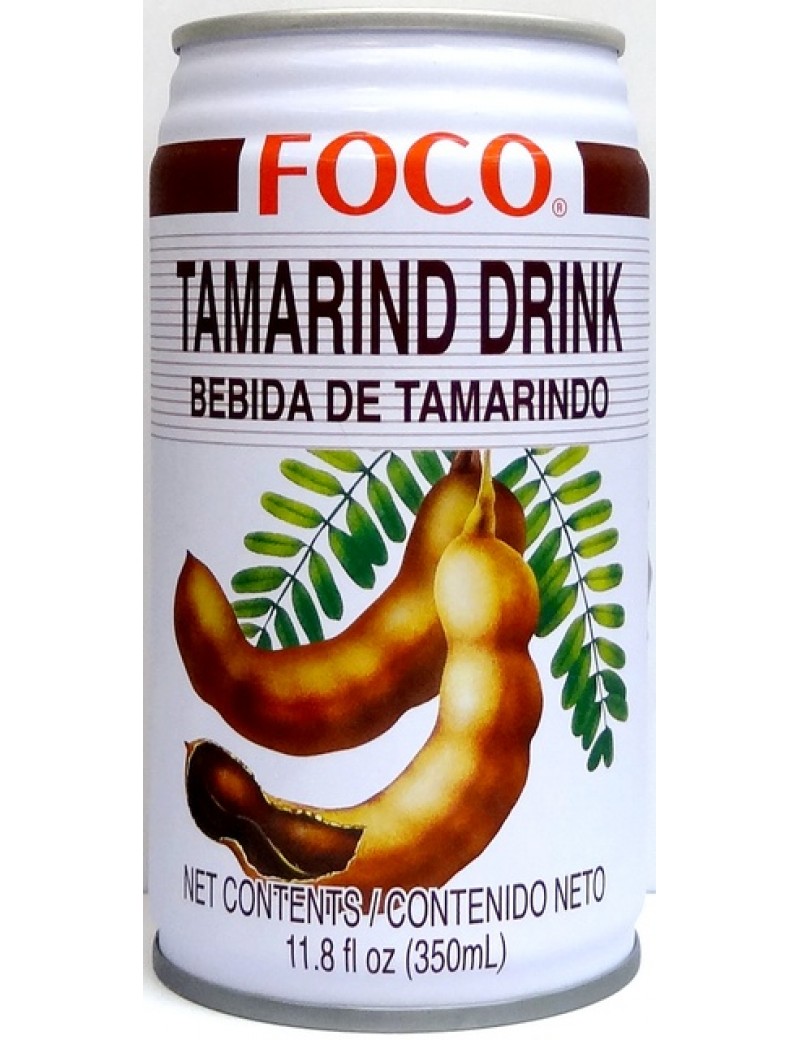 FOCO®
TAMARIND DRINK
BEBIDA DE TAMARINDO
NET CONTENTS / CONTENIDO NETO
11.8 fl oz (350mL)